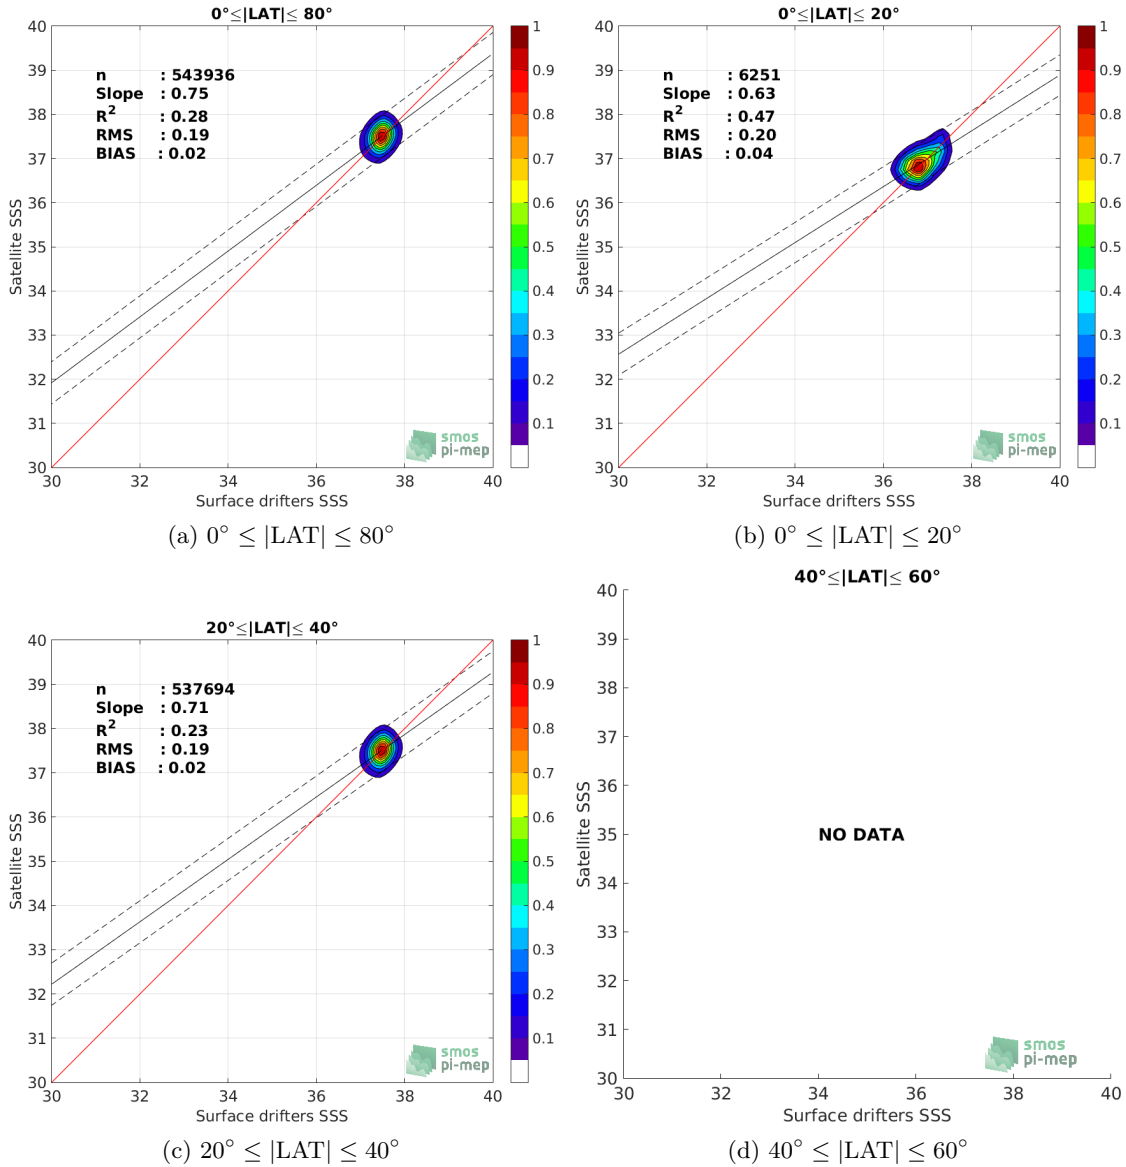 0°≤|LAT|≤ 80°
40
39
38
37
36
35
34
33
32
31
30
Satellite SSS
n : 543936
Slope : 0.75
R² : 0.28
RMS : 0.19
BIAS : 0.02
30 32 34 36 38 40
Surface drifters SSS
1
0.9
0.8
0.7
0.6
0.5
0.4
0.3
0.2
0.1
smos
pi-mep
(a) 0° ≤ |LAT| ≤ 80°
0°≤|LAT|≤ 20°
40
39
38
37
36
35
34
33
32
31
30
Satellite SSS
n : 6251
Slope : 0.63
R² : 0.47
RMS : 0.20
BIAS : 0.04
30 32 34 36 38 40
Surface drifters SSS
1
0.9
0.8
0.7
0.6
0.5
0.4
0.3
0.2
0.1
smos
pi-mep
(b) 0° ≤ |LAT| ≤ 20°
20°≤|LAT|≤ 40°
40
39
38
37
36
35
34
33
32
31
30
Satellite SSS
n : 537694
Slope : 0.71
R² : 0.23
RMS : 0.19
BIAS : 0.02
30 32 34 36 38 40
Surface drifters SSS
1
0.9
0.8
0.7
0.6
0.5
0.4
0.3
0.2
0.1
smos
pi-mep
(c) 20° ≤ |LAT| ≤ 40°
40°≤|LAT|≤ 60°
40
39
38
37
36
35
34
33
32
31
30
Satellite SSS
NO DATA
30 32 34 36 38 40
Surface drifters SSS
smos
pi-mep
(d) 40° ≤ |LAT| ≤ 60°